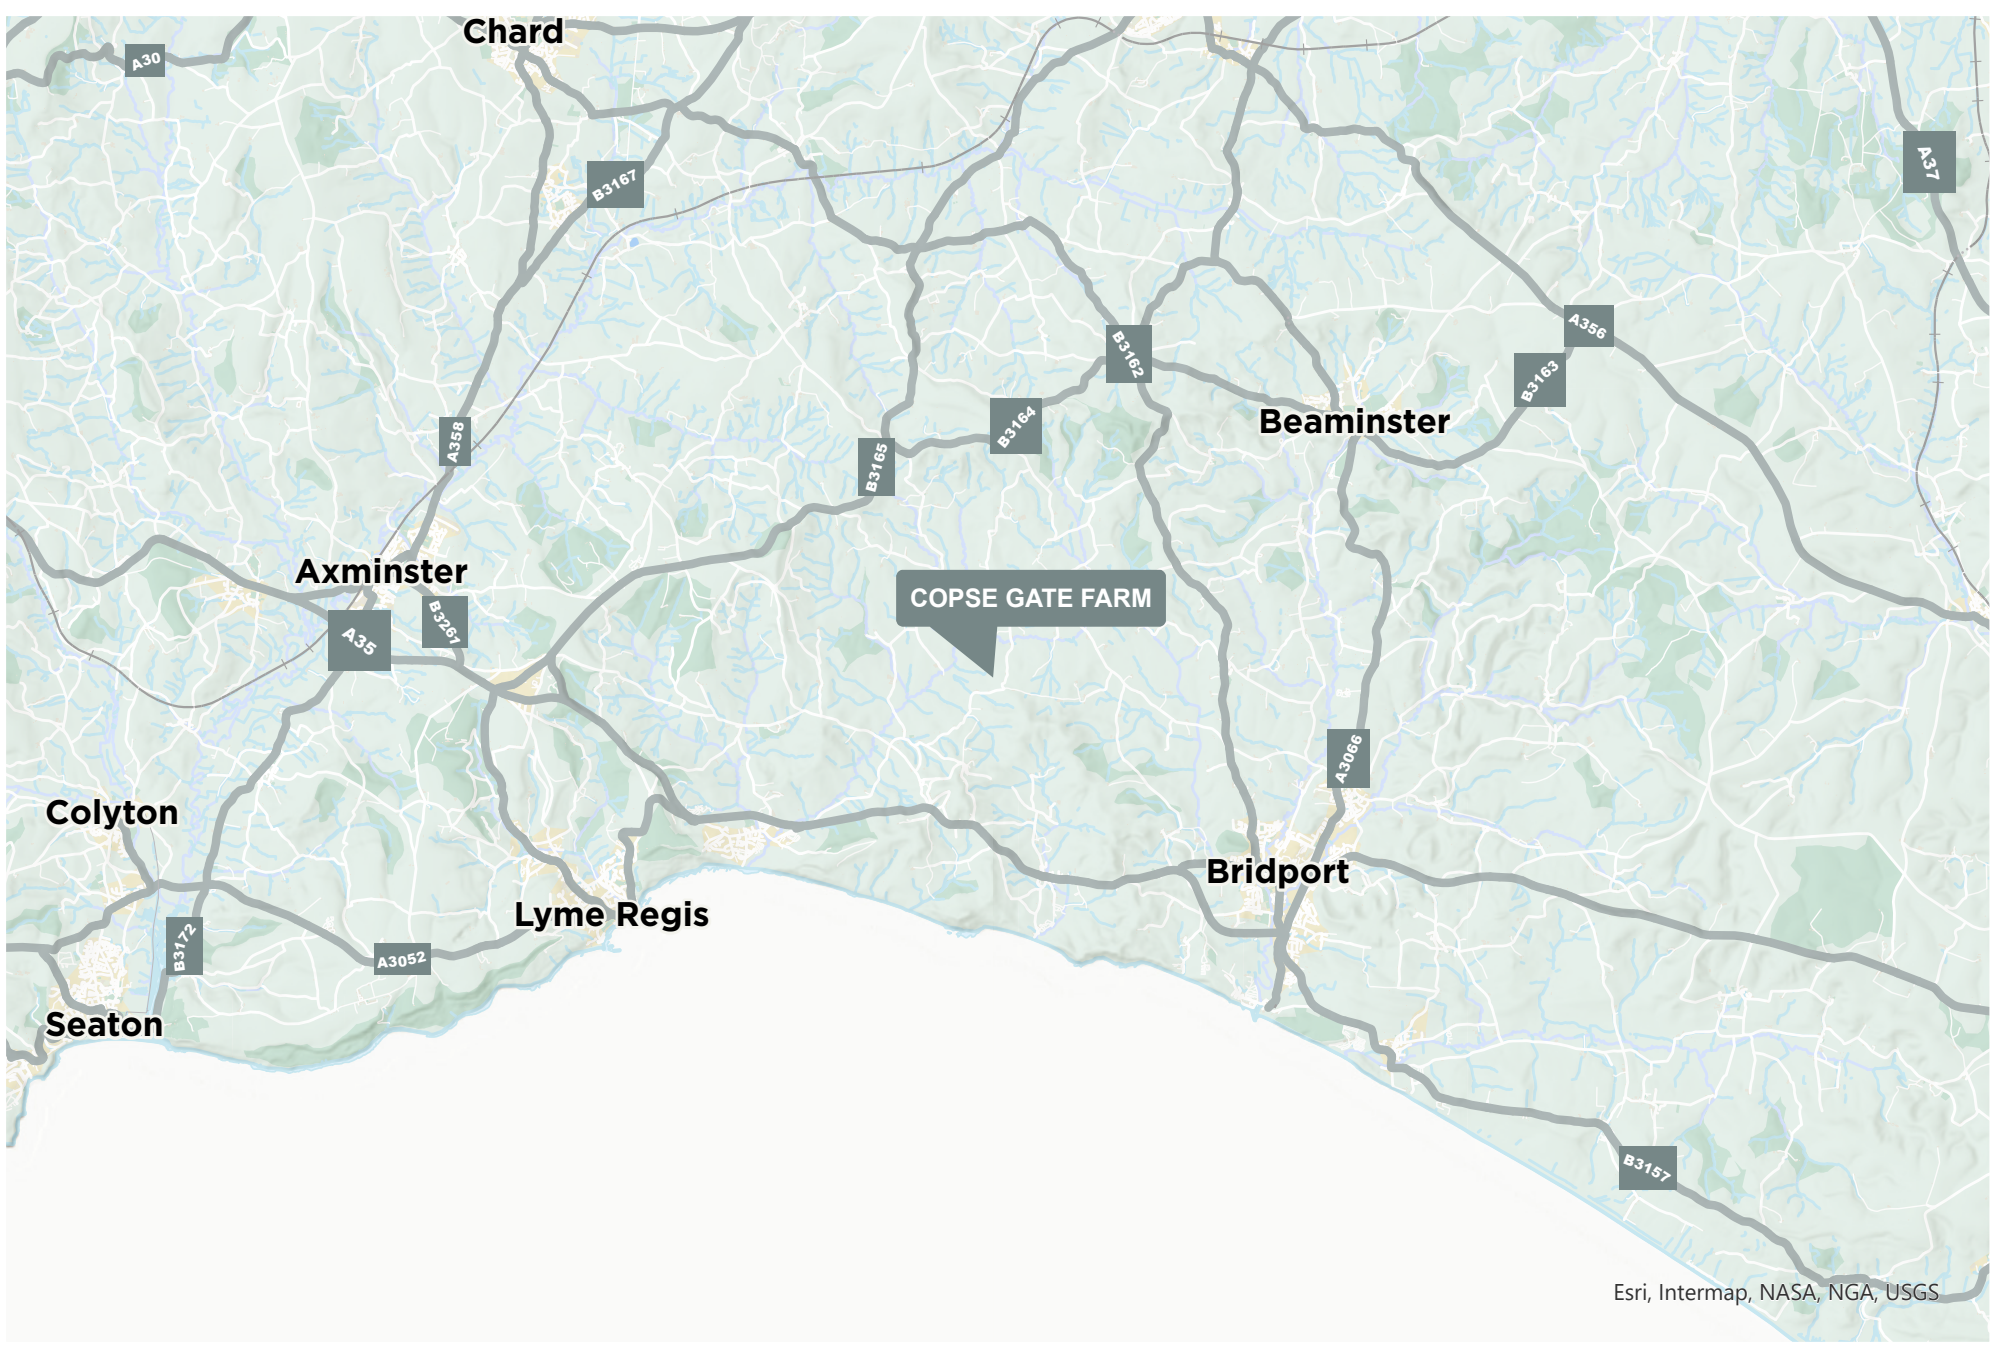 Chard
A30
A37
B3167
A356
B3162
B3163
Beaminster
B3164
A358
B3165
Axminster
COPSE GATE FARM
B3261
A35
A3066
Colyton
Bridport
Lyme Regis
B3172
A3052
Seaton
B3157
Esri, Intermap, NASA, NGA, USGS